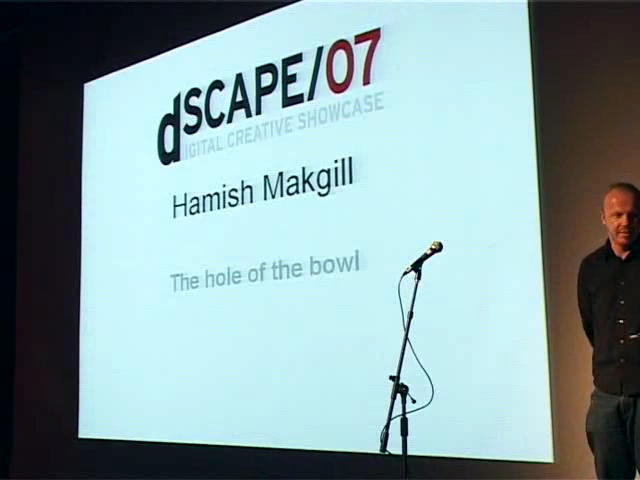 dSCAPE/07
DIGITAL CREATIVE SHOWCASE
Hamish Makgill
The hole of the bowl